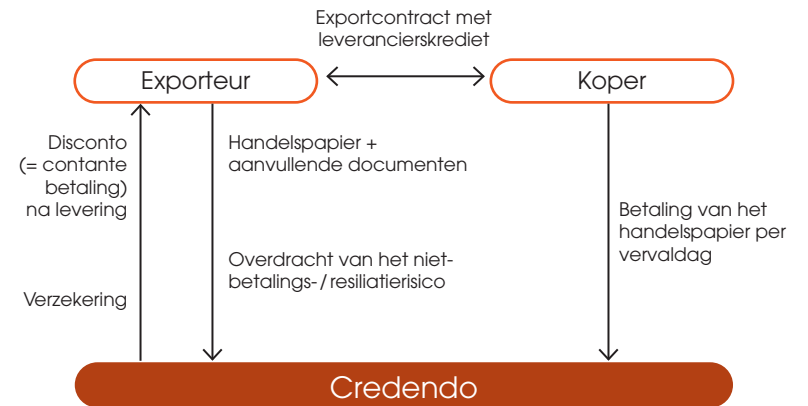 Exportcontract met
leverancierskrediet
Exporteur
Koper
Disconto
(= contante
betaling)
na levering
Verzekering
Handelspapier +
aanvullende documenten
Overdracht van het niet-
betalings-/resiliatierisico
Betaling van het
handelspapier per
vervaldag
Credendo